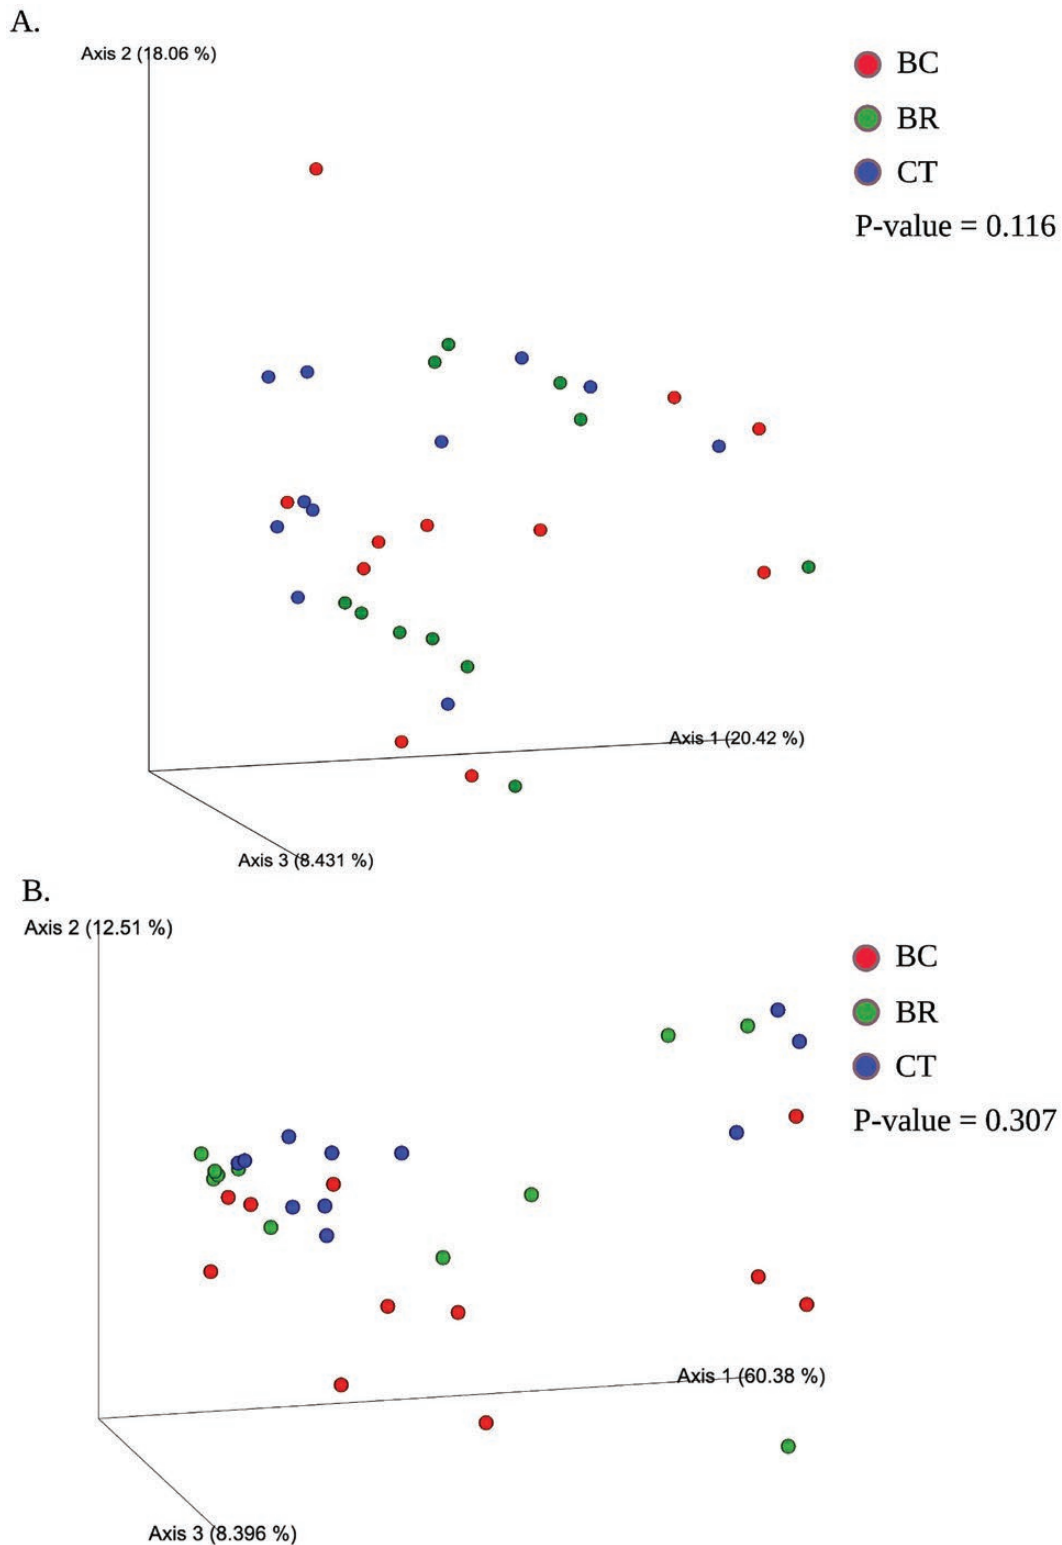 A.
Axis 2 (18.06 %)
BC
BR
CT
P-value = 0.116
Axis 1 (20.42 %)
Axis 3 (8.431 %)
B.
Axis 2 (12.51 %)
BC
BR
CT
P-value = 0.307
Axis 1 (60.38 %)
Axis 3 (8.396 %)